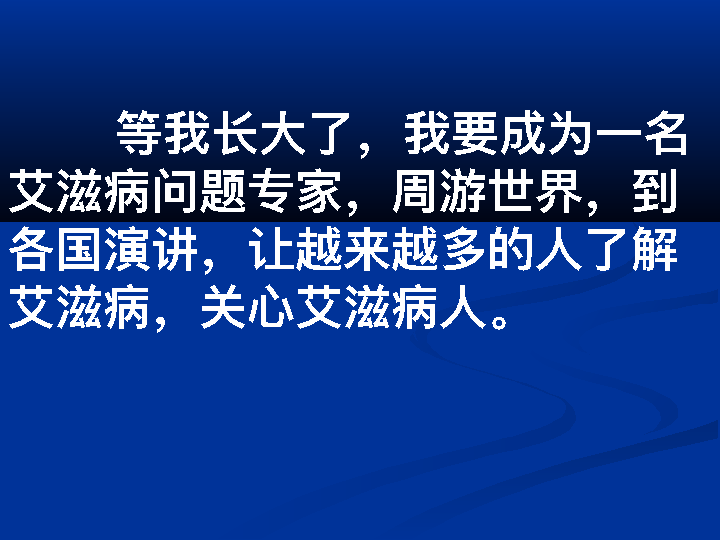 等我长大了，我要成为一名
艾滋病问题专家，周游世界，到
各国演讲，让越来越多的人了解
艾滋病，关心艾滋病人。